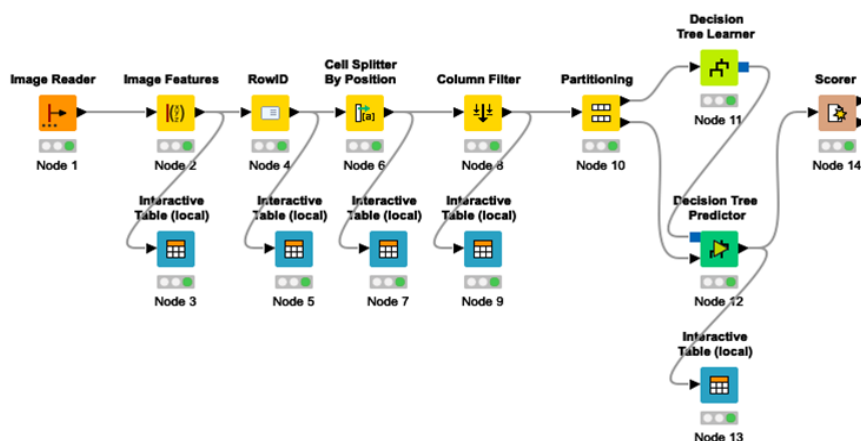 Decision
Tree Learner
Image Reader
Image Features
RowID
Cell Splitter
By Position
Column Filter
Partitioning
Scorer
[a]
Node 1
Node 2
Node 4
Node 6
Node 8
Node 10
Node 11
Node 14
Interactive
Table (local)
Interactive
Table (local)
Interactive
Table (local)
Interactive
Table (local)
Decision Tree
Predictor
Node 3
Node 5
Node 7
Node 9
Node 12
Interactive
Table (local)
Node 13